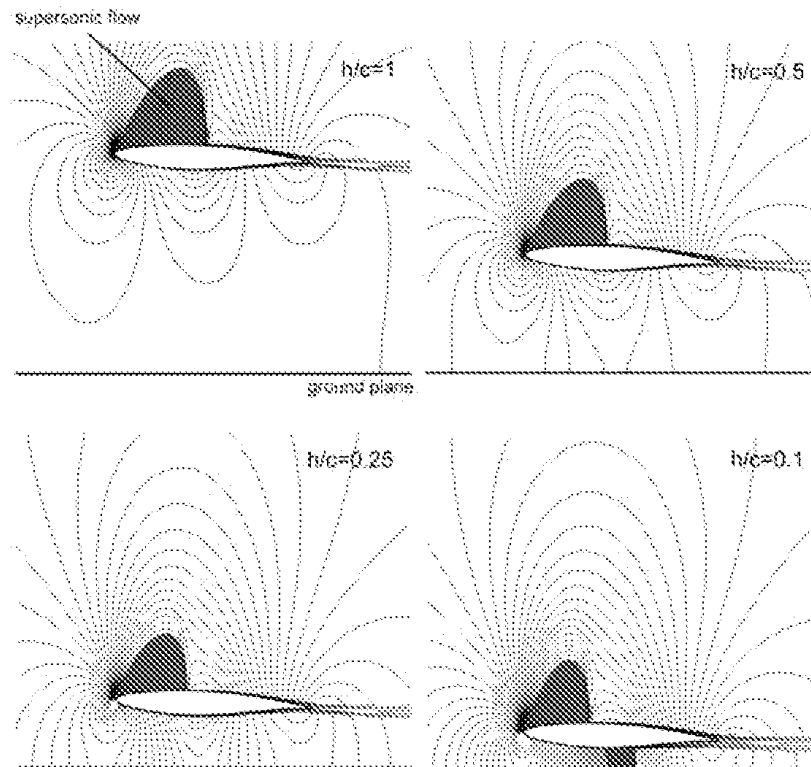 supersonic flow
h/c=1
h/c=0.5
ground plane
h/c=0.25
h/c=0.1